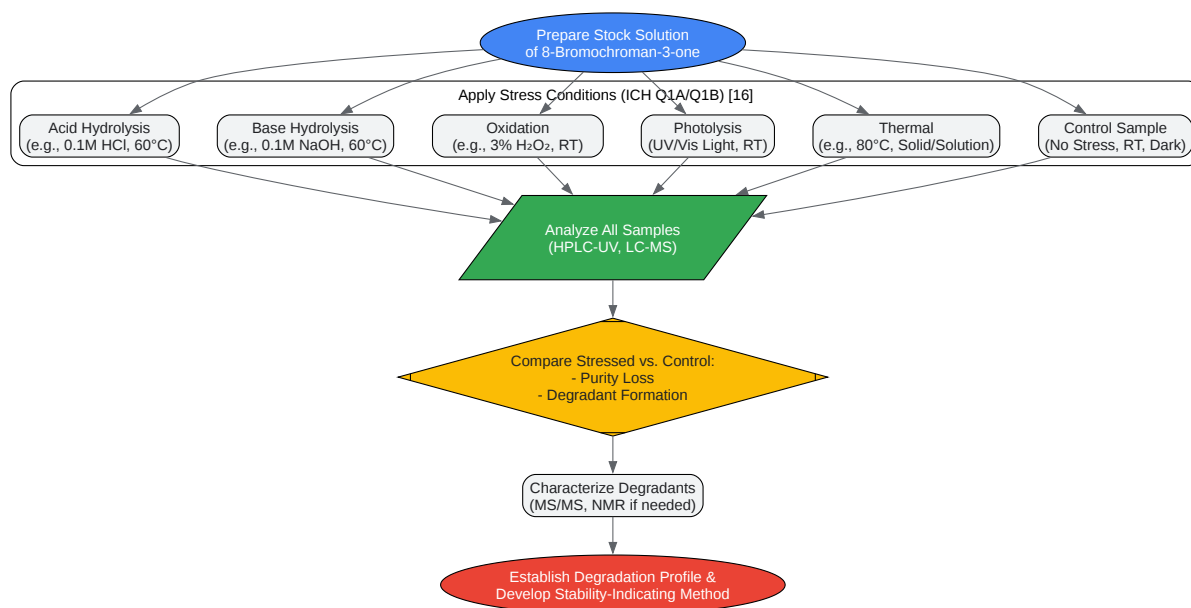 Prepare Stock Solution
of 8-Bromochroman-3-one
Apply Stress Conditions (ICH Q1A/Q1B) [16]
Acid Hydrolysis
(e.g., 0.1M HCl, 60°C)
Base Hydrolysis
(e.g., 0.1M NaOH, 60°C)
Oxidation
(e.g., 3% H₂O₂, RT)
Photolysis
(UV/Vis Light, RT)
Thermal
(e.g., 80°C, Solid/Solution)
Control Sample
(No Stress, RT, Dark)
Analyze All Samples
(HPLC-UV, LC-MS)
Compare Stressed vs. Control:
- Purity Loss
- Degradant Formation
Characterize Degradants
(MS/MS, NMR if needed)
Establish Degradation Profile &
Develop Stability-Indicating Method